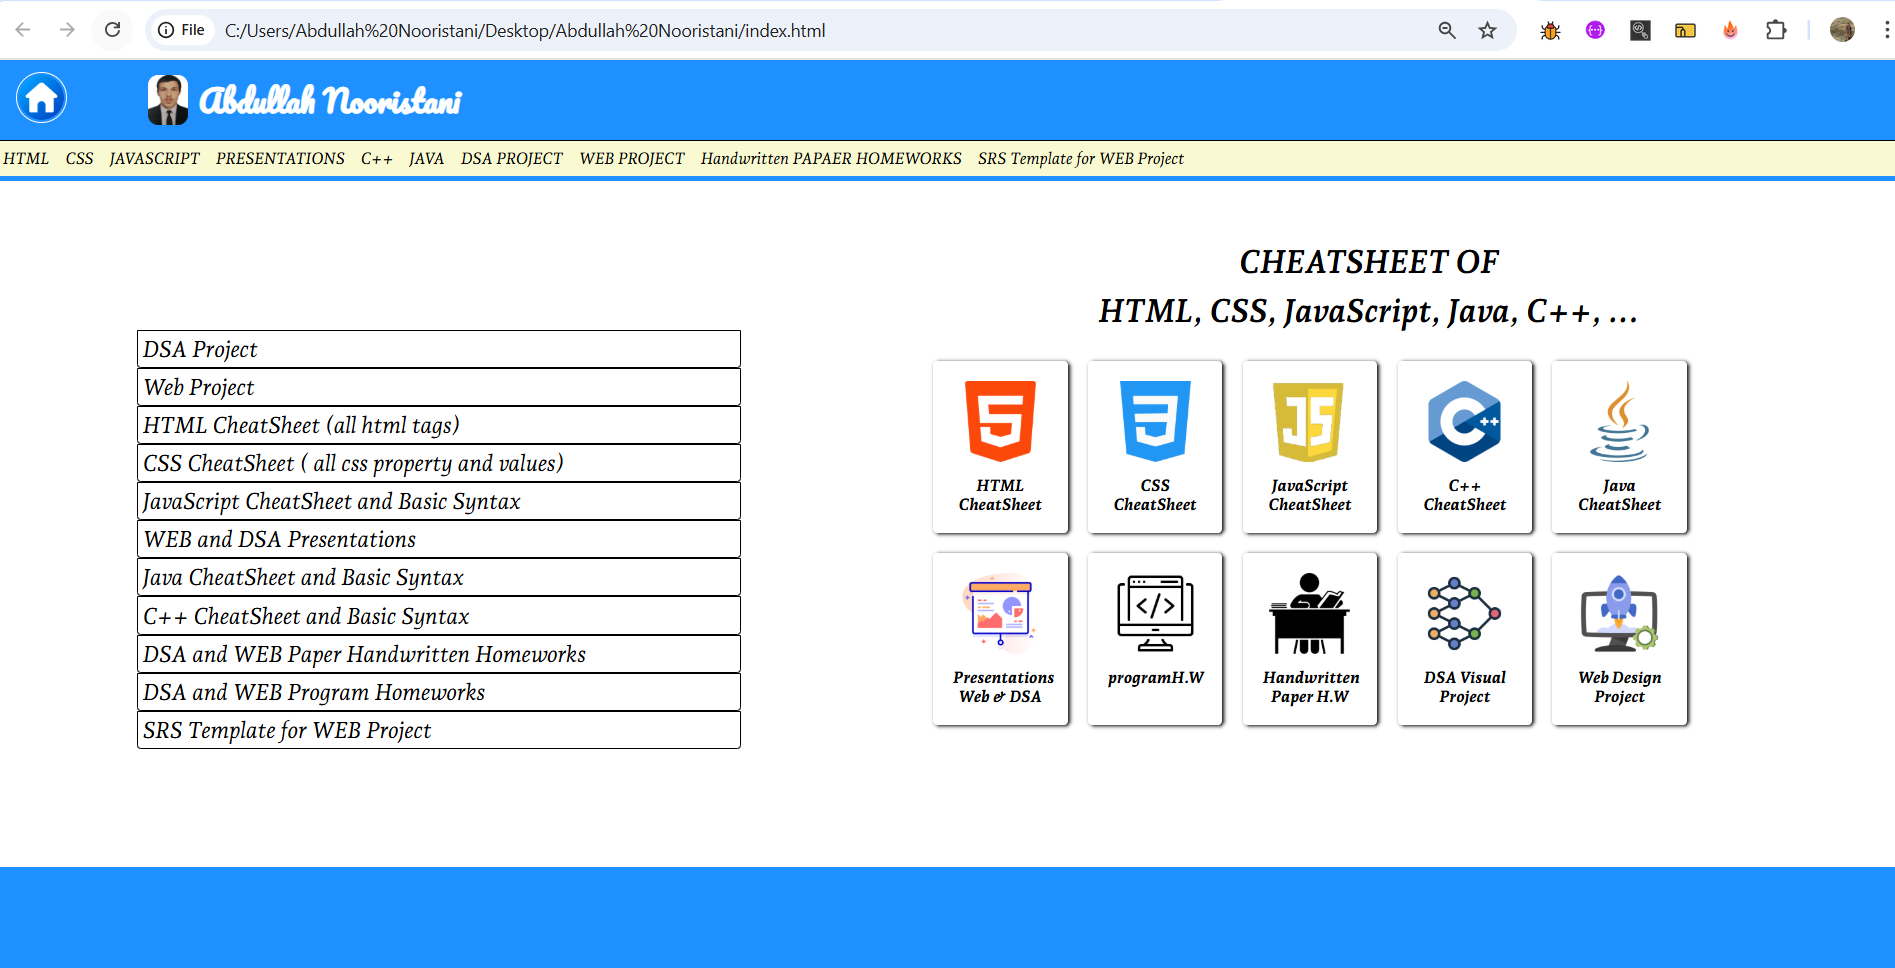 File C:/Users/Abdullah%20Nooristani/Desktop/Abdullah%20Nooristani/index.html
Abdullah Nooristani
HTML CSS JAVASCRIPT PRESENTATIONS C++ JAVA DSA PROJECT WEB PROJECT Handwritten PAPAER HOMEWORKS SRS Template for WEB Project
DSA Project
Web Project
HTML CheatSheet (all html tags)
CSS CheatSheet ( all css property and values)
JavaScript CheatSheet and Basic Syntax
WEB and DSA Presentations
Java CheatSheet and Basic Syntax
C++ CheatSheet and Basic Syntax
DSA and WEB Paper Handwritten Homeworks
DSA and WEB Program Homeworks
SRS Template for WEB Project
CHEATSHEET OF
HTML, CSS, JavaScript, Java, C++, ...
5
HTML
CheatSheet
3
CSS
CheatSheet
JS
JavaScript
CheatSheet
C++
C++
CheatSheet
Java
CheatSheet
Presentations
Web & DSA
</>
programH.W
Handwritten
Paper H.W
DSA Visual
Project
Web Design
Project